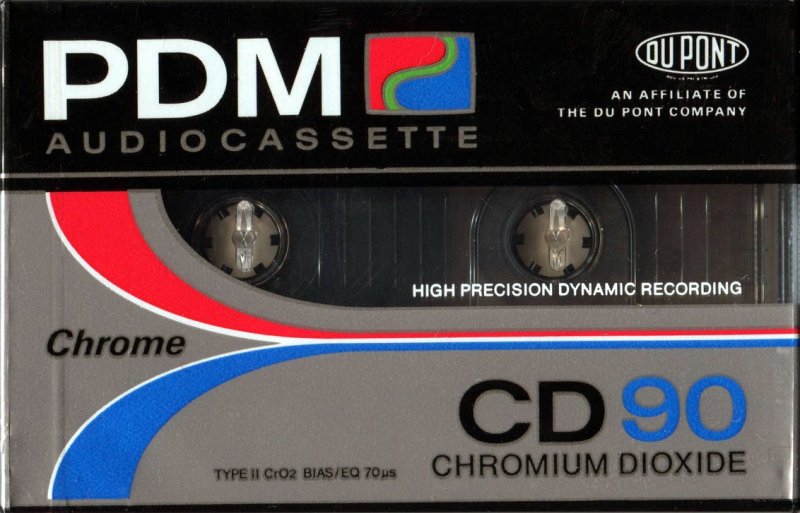 PDM
AUDIOCASSETTE
DU PONT
AN AFFILIATE OF
THE DU PONT COMPANY
HIGH PRECISION DYNAMIC RECORDING
Chrome
CD 90
TYPE II CrO2 BIAS/EQ 70µs
CHROMIUM DIOXIDE